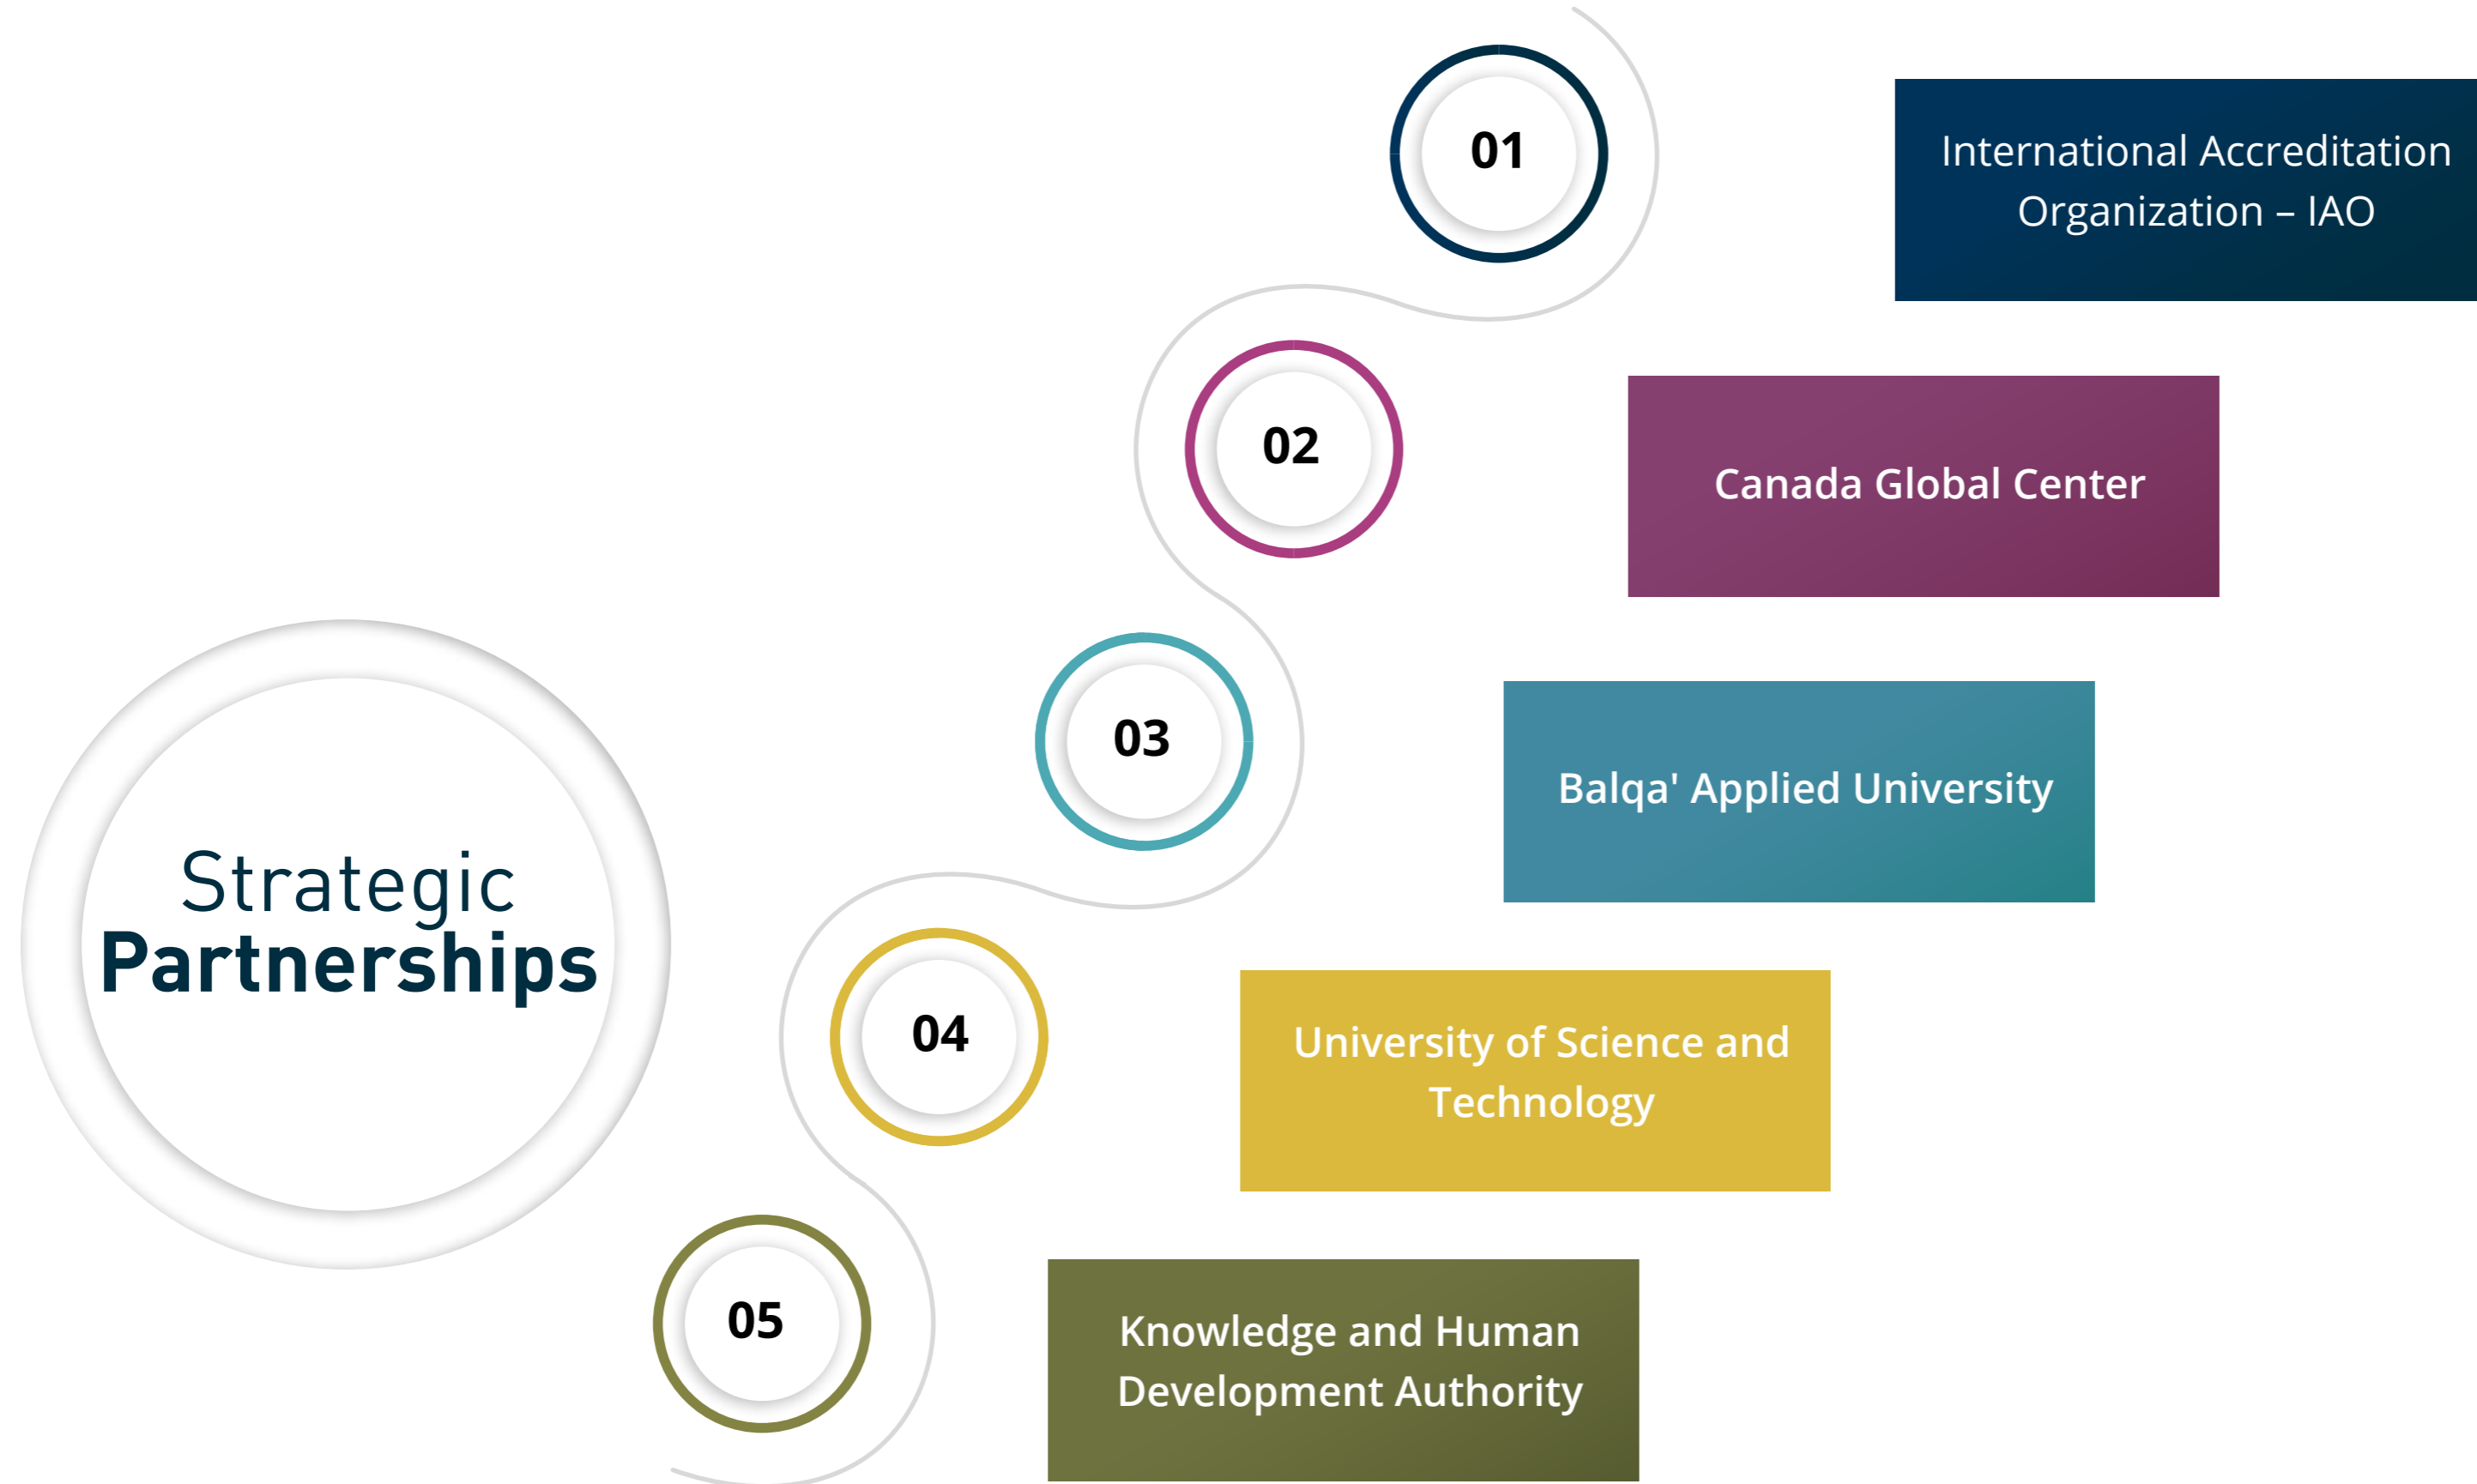 Strategic
Partnerships
01
International Accreditation
Organization – IAO
02
Canada Global Center
03
Balqa' Applied University
04
University of Science and
Technology
05
Knowledge and Human
Development Authority